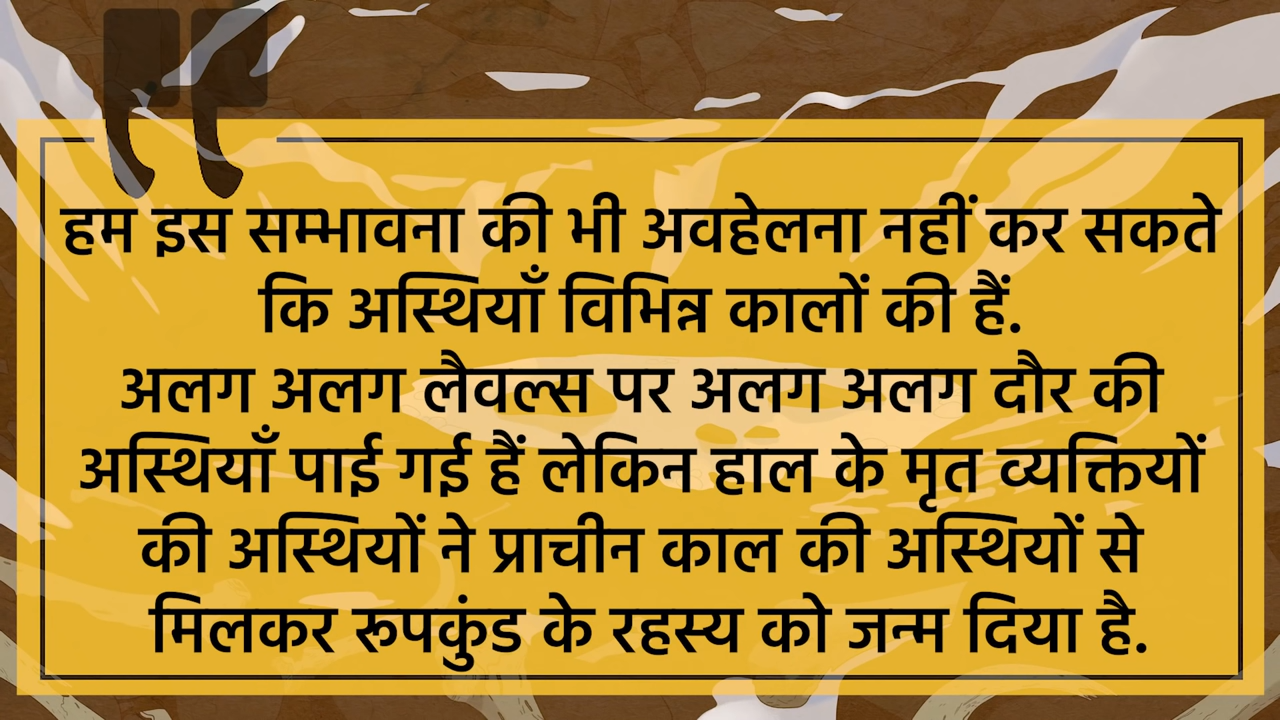 हम इस सम्भावना की भी अवहेलना नहीं कर सकते
कि अस्थियाँ विभिन्न कालों की हैं.
अलग अलग लैवल्स पर अलग अलग दौर की
अस्थियाँ पाई गई हैं लेकिन हाल के मृत व्यक्तियों
की अस्थियों ने प्राचीन काल की अस्थियों से
मिलकर रूपकुंड के रहस्य को जन्म दिया है.